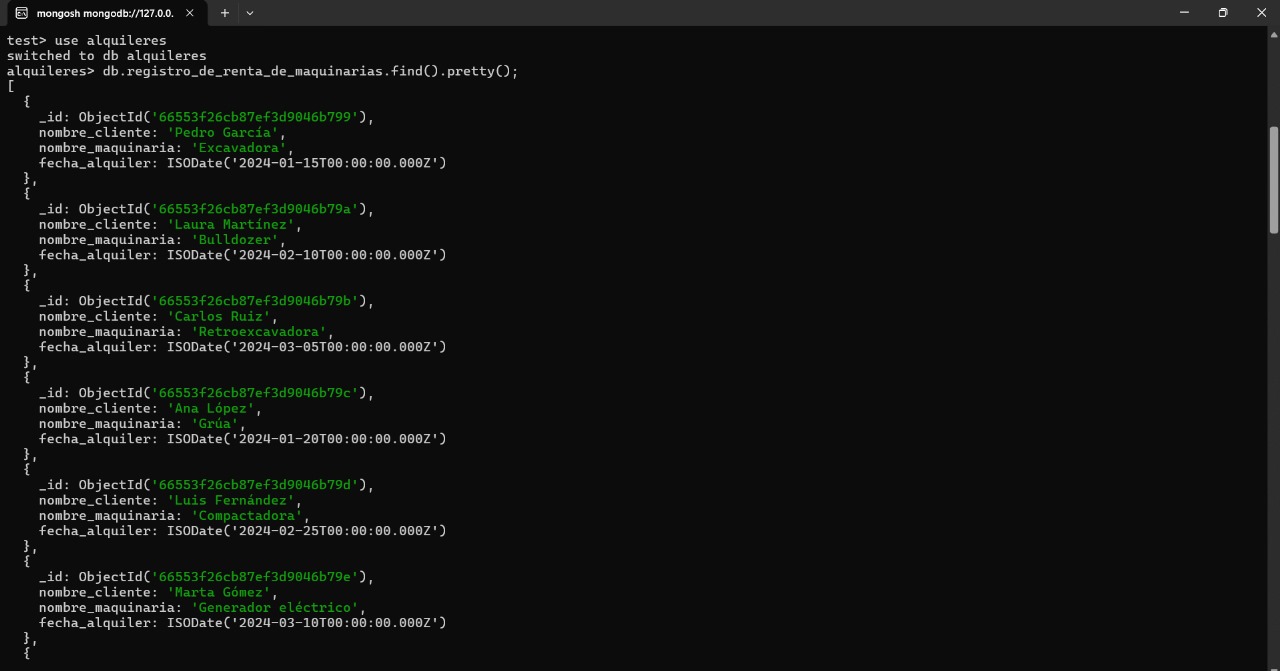 mongosh mongodb://127.0.0.
test> use alquileres
switched to db alquileres
alquileres> db.registro_de_renta_de_maquinarias.find().pretty();
[
  {
    _id: ObjectId('66553f26cb87ef3d9046b799'),
    nombre_cliente: 'Pedro García',
    nombre_maquinaria: 'Excavadora',
    fecha_alquiler: ISODate('2024-01-15T00:00:00.000Z')
  },
  {
    _id: ObjectId('66553f26cb87ef3d9046b79a'),
    nombre_cliente: 'Laura Martínez',
    nombre_maquinaria: 'Bulldozer',
    fecha_alquiler: ISODate('2024-02-10T00:00:00.000Z')
  },
  {
    _id: ObjectId('66553f26cb87ef3d9046b79b'),
    nombre_cliente: 'Carlos Ruiz',
    nombre_maquinaria: 'Retroexcavadora',
    fecha_alquiler: ISODate('2024-03-05T00:00:00.000Z')
  },
  {
    _id: ObjectId('66553f26cb87ef3d9046b79c'),
    nombre_cliente: 'Ana López',
    nombre_maquinaria: 'Grúa',
    fecha_alquiler: ISODate('2024-01-20T00:00:00.000Z')
  },
  {
    _id: ObjectId('66553f26cb87ef3d9046b79d'),
    nombre_cliente: 'Luis Fernández',
    nombre_maquinaria: 'Compactadora',
    fecha_alquiler: ISODate('2024-02-25T00:00:00.000Z')
  },
  {
    _id: ObjectId('66553f26cb87ef3d9046b79e'),
    nombre_cliente: 'Marta Gómez',
    nombre_maquinaria: 'Generador eléctrico',
    fecha_alquiler: ISODate('2024-03-10T00:00:00.000Z')
  },
  {